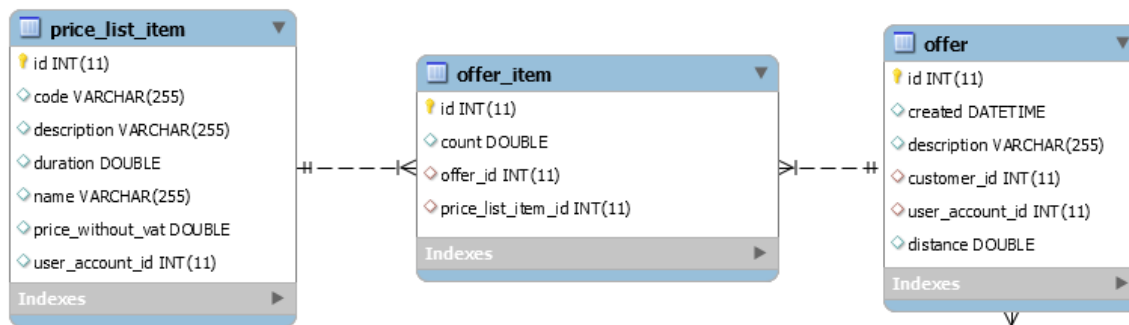 price_list_item
id INT(11)
code VARCHAR(255)
description VARCHAR(255)
duration DOUBLE
name VARCHAR(255)
price_without_vat DOUBLE
user_account_id INT(11)
Indexes
offer_item
id INT(11)
count DOUBLE
offer_id INT(11)
price_list_item_id INT(11)
Indexes
offer
id INT(11)
created DATETIME
description VARCHAR(255)
customer_id INT(11)
user_account_id INT(11)
distance DOUBLE
Indexes